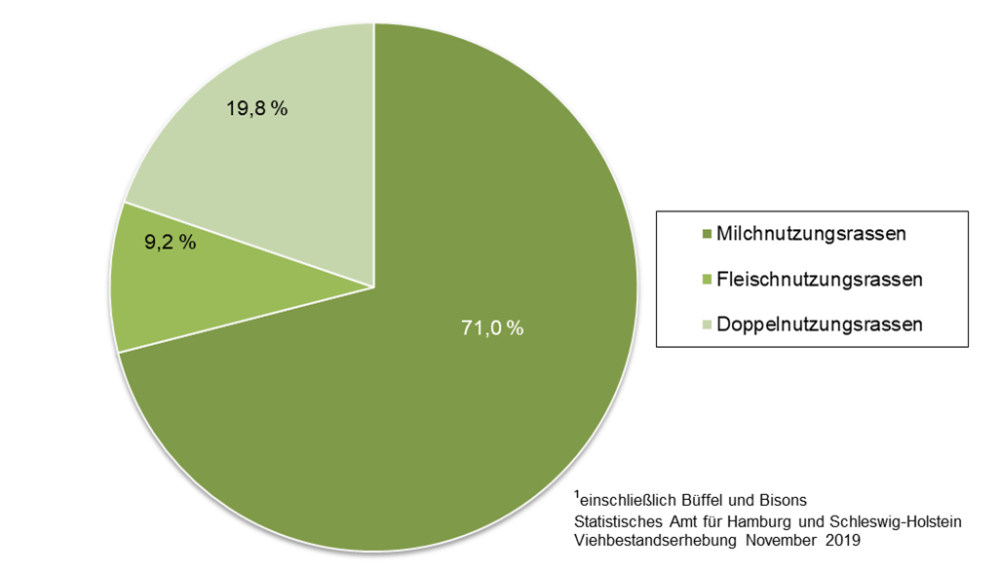 19,8 %
9,2 %
71,0 %
Milchnutzungsrassen
Fleischnutzungsrassen
Doppelnutzungsrassen
¹einschließlich Büffel und Bisons
Statistisches Amt für Hamburg und Schleswig-Holstein
Viehbestandserhebung November 2019